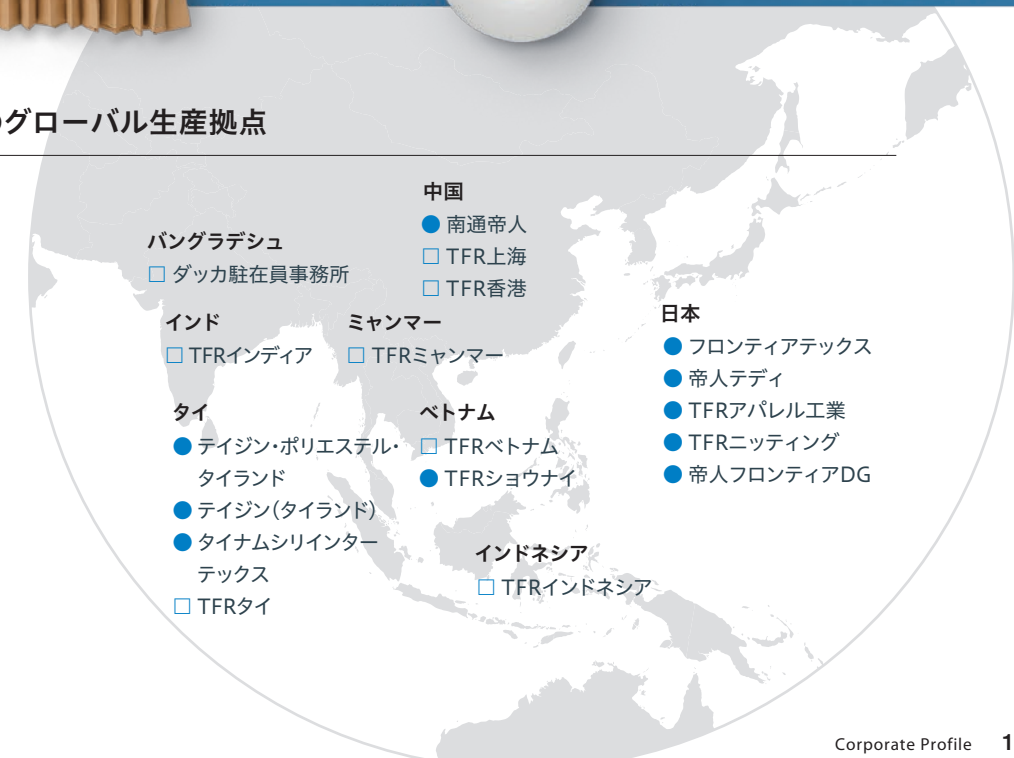 グローバル生産拠点
中国
● 南通帝人
□ TFR上海
□ TFR香港
バングラデシュ
□ ダッカ駐在員事務所
インド
□ TFRインディア
ミャンマー
□ TFRミャンマー
日本
● フロンティアテックス
● 帝人テディ
● TFRアパレル工業
● TFRニッティング
● 帝人フロンティアDG
タイ
● テイジン・ポリエステル・
タイランド
● テイジン(タイランド)
● タイナムシリインター
テックス
□ TFRタイ
ベトナム
□ TFRベトナム
● TFRショウナイ
インドネシア
□ TFRインドネシア
Corporate Profile 1